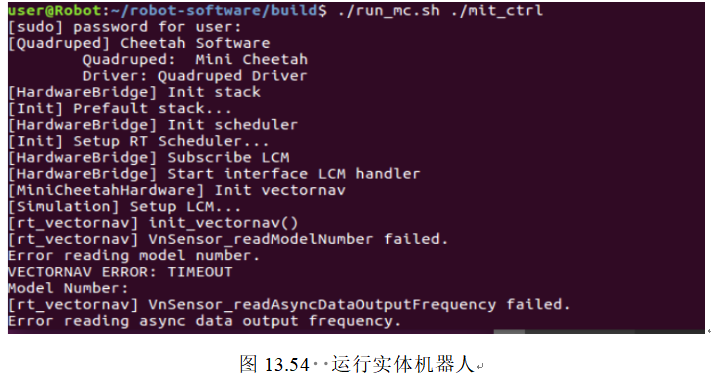 user@Robot:~/robot-software/build$ ./run_mc.sh ./mit_ctrl
[sudo] password for user:
[Quadruped] Cheetah Software
        Quadruped:  Mini Cheetah
        Driver: Quadruped Driver
[HardwareBridge] Init stack
[Init] Prefault stack...
[HardwareBridge] Init scheduler
[Init] Setup RT Scheduler...
[HardwareBridge] Subscribe LCM
[HardwareBridge] Start interface LCM handler
[MiniCheetahHardware] Init vectornav
[Simulation] Setup LCM...
[rt_vectornav] init_vectornav()
[rt_vectornav] VnSensor_readModelNumber failed.
Error reading model number.
VECTORNAV ERROR: TIMEOUT
Model Number:
[rt_vectornav] VnSensor_readAsyncDataOutputFrequency failed.
Error reading async data output frequency.
图 13.54 运行实体机器人